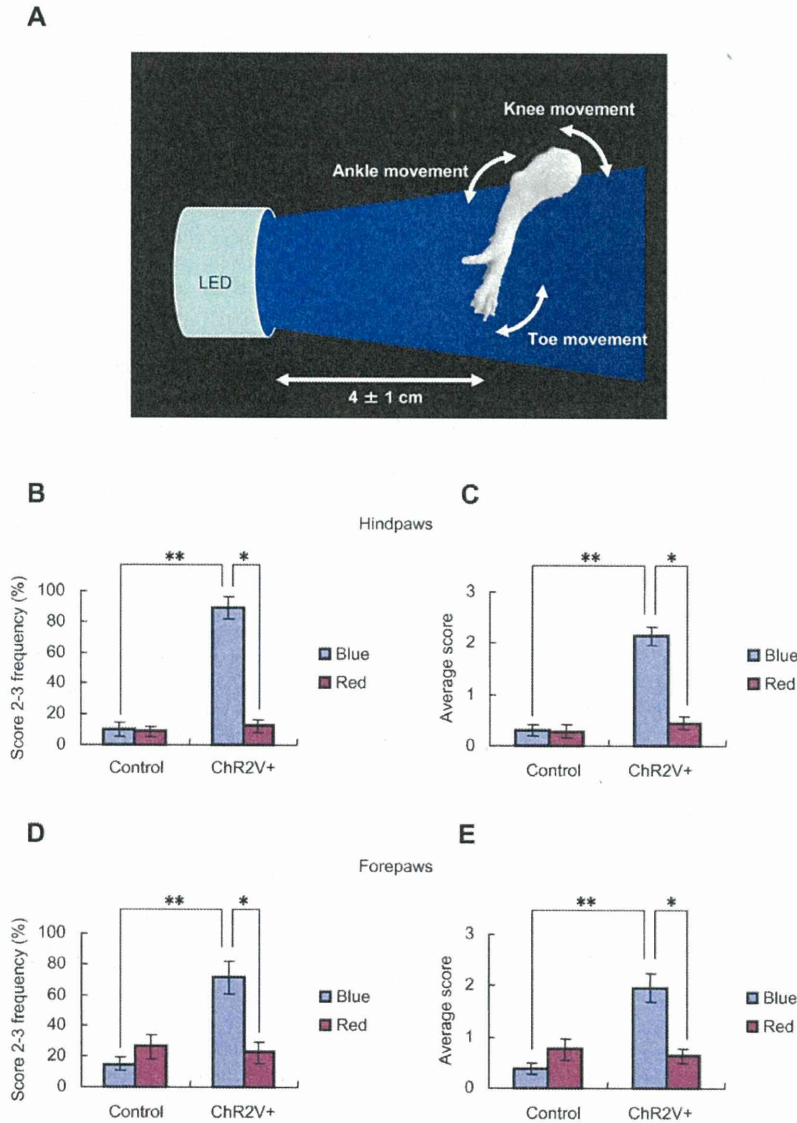 A
Knee movement
Ankle movement
LED
Toe movement
4 ± 1 cm
B
C
Hindpaws
** *
** *
Score 2-3 frequency (%)
100
80
60
40
20
0
Control
ChR2V+
Blue
Red
Average score
3
2
1
0
Control
ChR2V+
Blue
Red
D
E
Forepaws
** *
** *
Score 2-3 frequency (%)
100
80
60
40
20
0
Control
ChR2V+
Blue
Red
Average score
3
2
1
0
Control
ChR2V+
Blue
Red